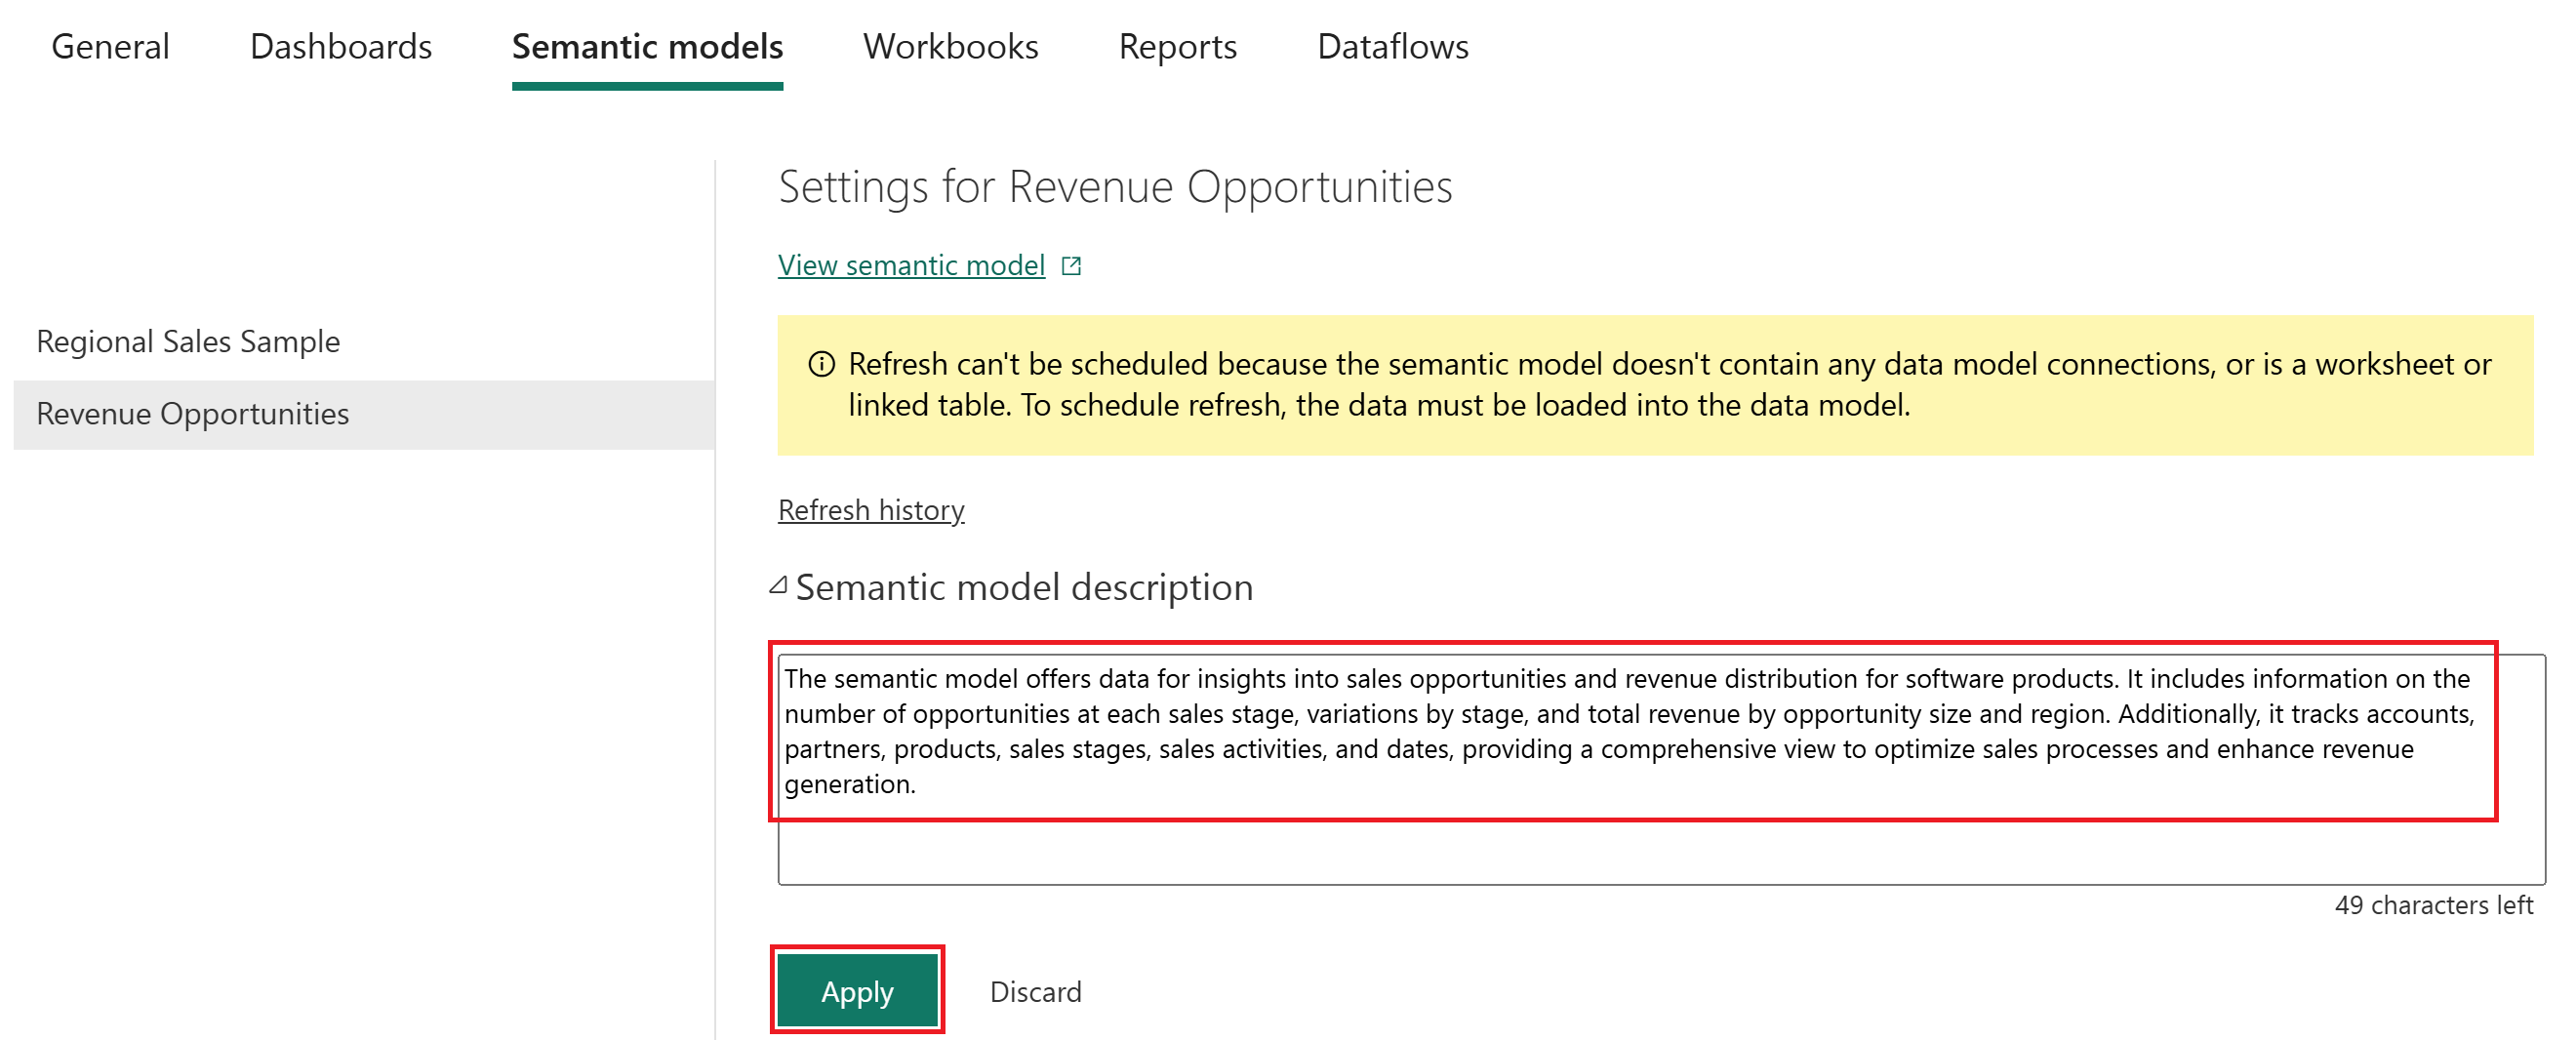 General Dashboards Semantic models Workbooks Reports Dataflows
Regional Sales Sample
Revenue Opportunities
Settings for Revenue Opportunities
View semantic model
Refresh can't be scheduled because the semantic model doesn't contain any data model connections, or is a worksheet or
linked table. To schedule refresh, the data must be loaded into the data model.
Refresh history
Semantic model description
The semantic model offers data for insights into sales opportunities and revenue distribution for software products. It includes information on the
number of opportunities at each sales stage, variations by stage, and total revenue by opportunity size and region. Additionally, it tracks accounts,
partners, products, sales stages, sales activities, and dates, providing a comprehensive view to optimize sales processes and enhance revenue
generation.
49 characters left
Apply Discard